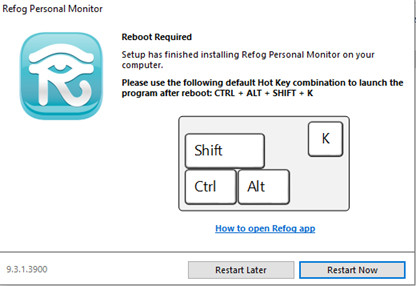 Refog Personal Monitor
Reboot Required
Setup has finished installing Refog Personal Monitor on your
computer.
Please use the following default Hot Key combination to launch the
program after reboot: CTRL + ALT + SHIFT + K
K
Shift
Ctrl
Alt
How to open Refog app
9.3.1.3900
Restart Later
Restart Now